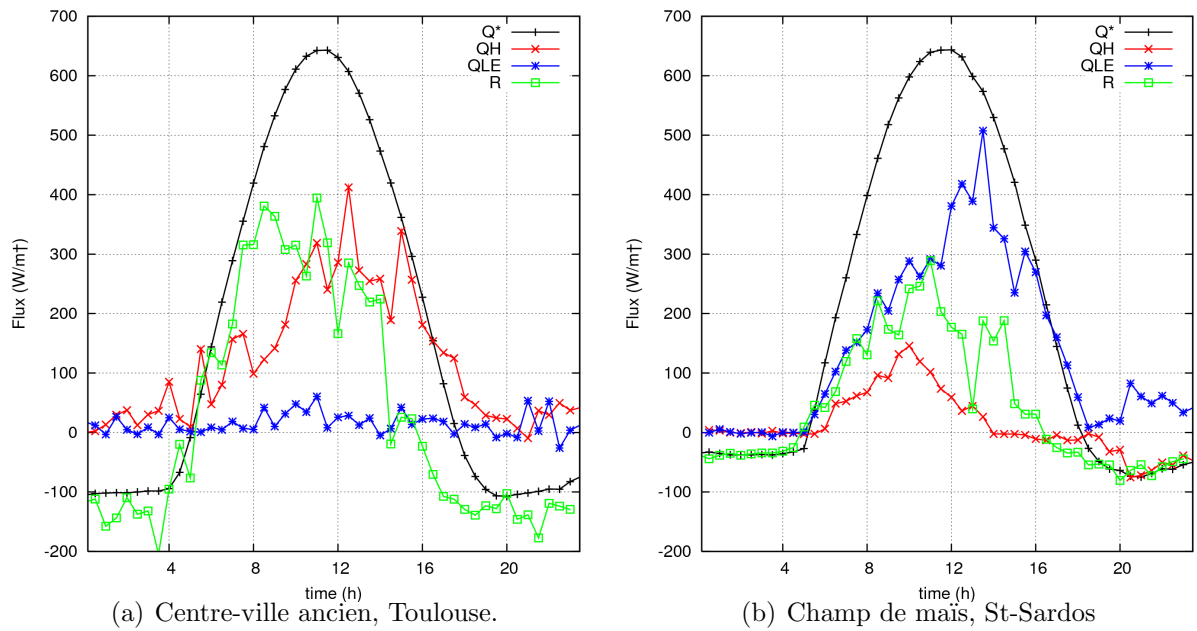 700
600
500
400
300
200
100
0
-100
-200
4 8 12 16 20
Flux (W/m†)
time (h)
Q*
QH
QLE
R
(a) Centre-ville ancien, Toulouse.
700
600
500
400
300
200
100
0
-100
-200
4 8 12 16 20
Flux (W/m†)
time (h)
Q*
QH
QLE
R
(b) Champ de maïs, St-Sardos